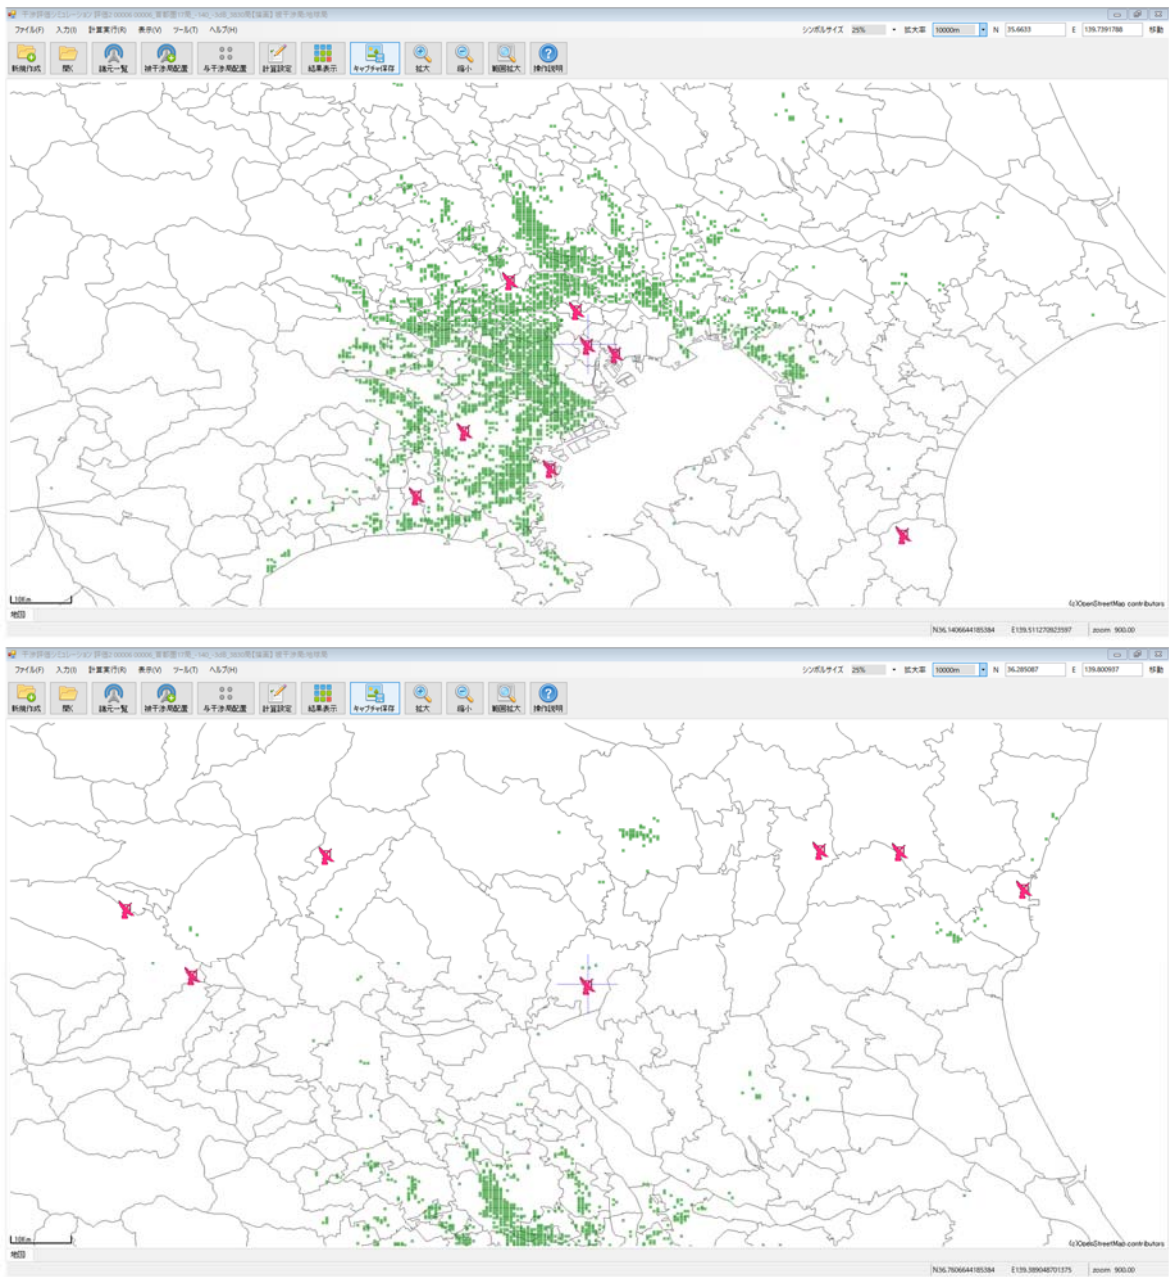 ファイル(F) 入力(I) 計算実行(R) 表示(V) ツール(T) ヘルプ(H)
シンボルサイズ 25% 拡大率 10000m N 35.6633 E 139.7391788 移動
新規作成 開く 諸元一覧 被干渉局配置 与干渉局配置 計算設定 結果表示 キャプチャ保存 拡大 縮小 範囲拡大 操作説明
10Km
(c)OpenStreetMap contributors
地図
N36.1406644185384 E139.511270923597 zoom 900.00
ファイル(F) 入力(I) 計算実行(R) 表示(V) ツール(T) ヘルプ(H)
シンボルサイズ 25% 拡大率 10000m N 36.285087 E 139.800937 移動
新規作成 開く 諸元一覧 被干渉局配置 与干渉局配置 計算設定 結果表示 キャプチャ保存 拡大 縮小 範囲拡大 操作説明
10Km
(c)OpenStreetMap contributors
地図
N36.7606644185384 E139.389048701375 zoom 900.00